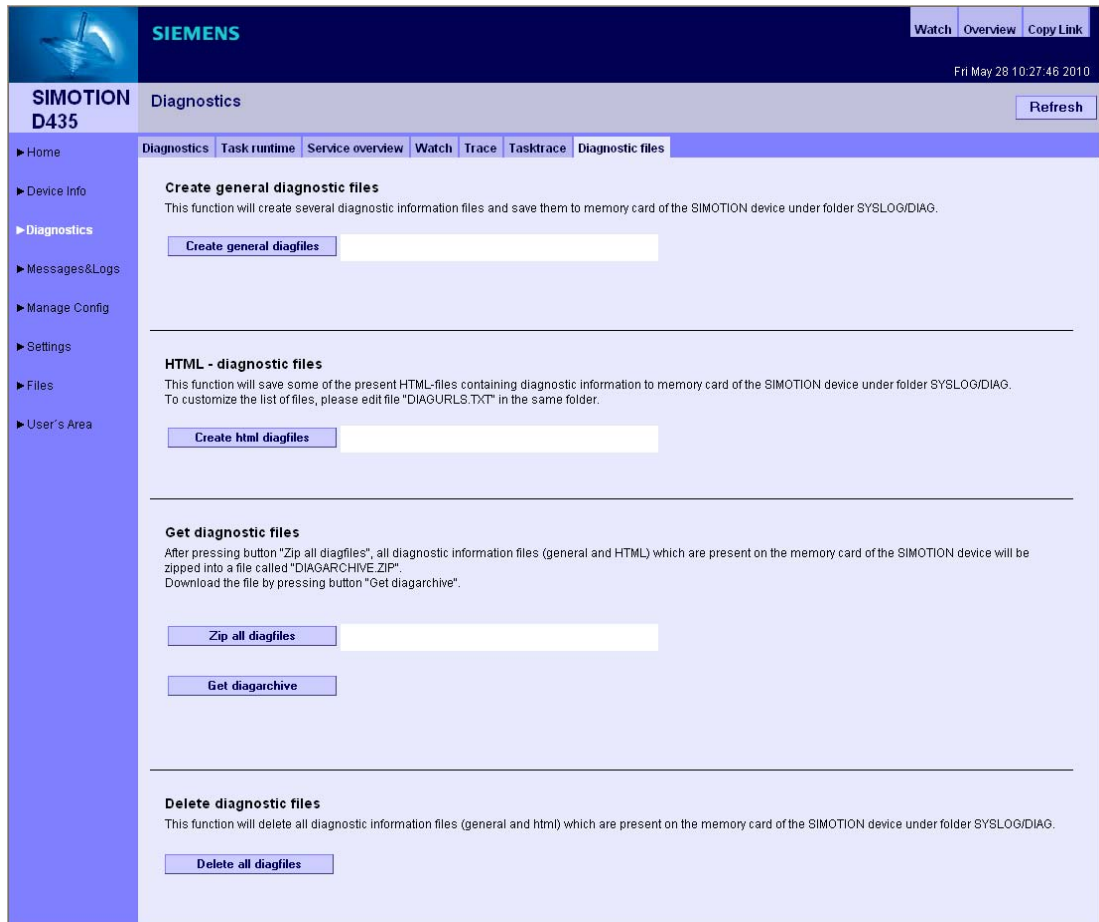 SIEMENS
Watch Overview Copy Link
Fri May 28 10:27:46 2010
SIMOTION
D435
Diagnostics
Refresh
Home
Device Info
Diagnostics
Messages&Logs
Manage Config
Settings
Files
User´s Area
Diagnostics Task runtime Service overview Watch Trace Tasktrace Diagnostic files
Create general diagnostic files
This function will create several diagnostic information files and save them to memory card of the SIMOTION device under folder SYSLOG/DIAG.
Create general diagfiles
HTML - diagnostic files
This function will save some of the present HTML-files containing diagnostic information to memory card of the SIMOTION device under folder SYSLOG/DIAG.
To customize the list of files, please edit file "DIAGURLS.TXT" in the same folder.
Create html diagfiles
Get diagnostic files
After pressing button "Zip all diagfiles", all diagnostic information files (general and HTML) which are present on the memory card of the SIMOTION device will be
zipped into a file called "DIAGARCHIVE.ZIP".
Download the file by pressing button "Get diagarchive".
Zip all diagfiles
Get diagarchive
Delete diagnostic files
This function will delete all diagnostic information files (general and html) which are present on the memory card of the SIMOTION device under folder SYSLOG/DIAG.
Delete all diagfiles